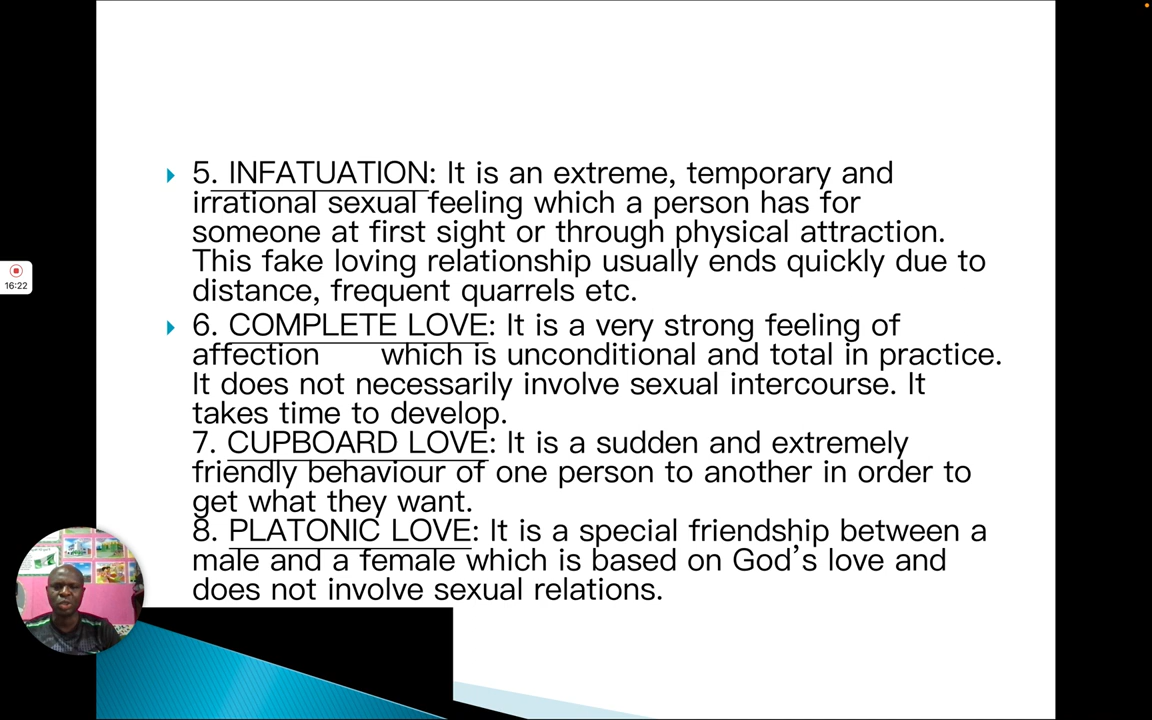 5. INFATUATION: It is an extreme, temporary and
irrational sexual feeling which a person has for
someone at first sight or through physical attraction.
This fake loving relationship usually ends quickly due to
distance, frequent quarrels etc.
6. COMPLETE LOVE: It is a very strong feeling of
affection which is unconditional and total in practice.
It does not necessarily involve sexual intercourse. It
takes time to develop.
7. CUPBOARD LOVE: It is a sudden and extremely
friendly behaviour of one person to another in order to
get what they want.
8. PLATONIC LOVE: It is a special friendship between a
male and a female which is based on God’s love and
does not involve sexual relations.
16:22